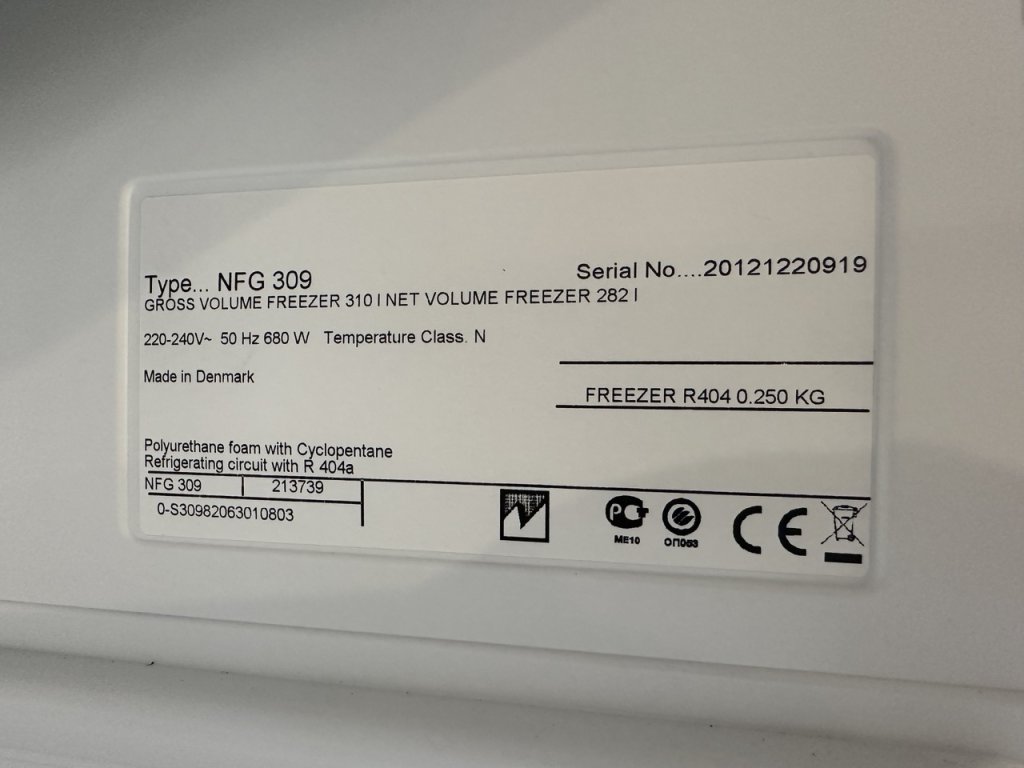 Type... NFG 309
Serial No....20121220919
GROSS VOLUME FREEZER 310 l NET VOLUME FREEZER 282 l
220-240V~ 50 Hz 680 W Temperature Class. N
Made in Denmark
FREEZER R404 0.250 KG
Polyurethane foam with Cyclopentane
Refrigerating circuit with R 404a
NFG 309
213739
0-S30982063010803
РС
ME10
ОП053
CE